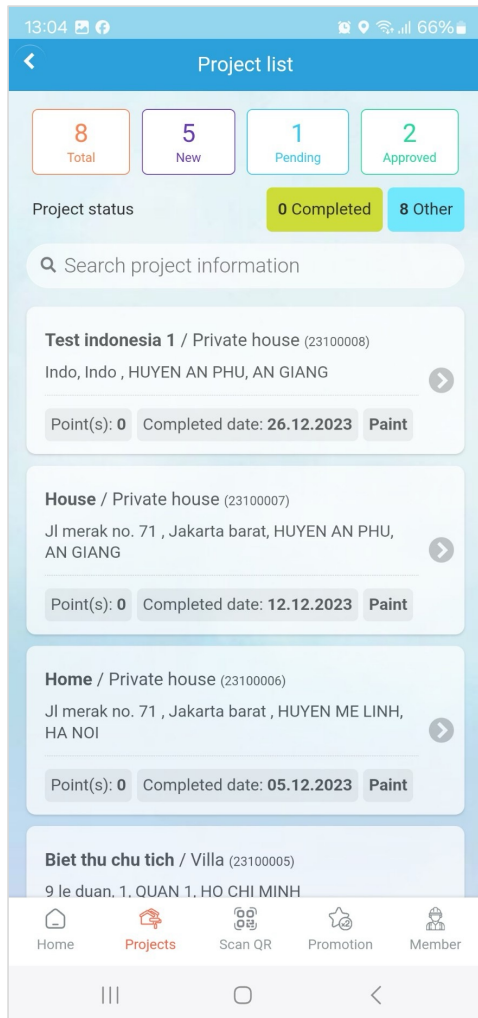 13:04 66%
Project list
8 5 1 2
Total New Pending Approved
Project status 0 Completed 8 Other
Search project information
Test indonesia 1 / Private house (23100008)
Indo, Indo , HUYEN AN PHU, AN GIANG
Point(s): 0 Completed date: 26.12.2023 Paint
House / Private house (23100007)
Jl merak no. 71 , Jakarta barat, HUYEN AN PHU,
AN GIANG
Point(s): 0 Completed date: 12.12.2023 Paint
Home / Private house (23100006)
Jl merak no. 71 , Jakarta barat , HUYEN ME LINH,
HA NOI
Point(s): 0 Completed date: 05.12.2023 Paint
Biet thu chu tich / Villa (23100005)
9 le duan, 1, QUAN 1, HO CHI MINH
Home Projects Scan QR Promotion Member